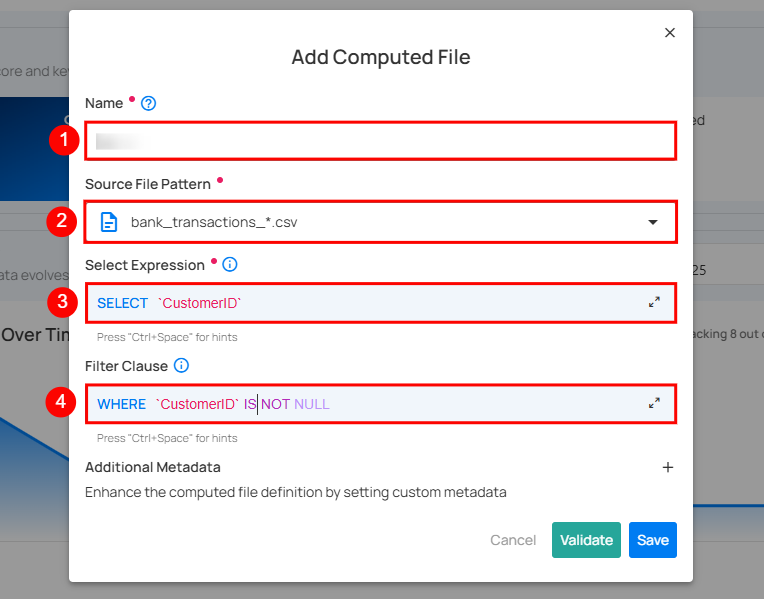 Add Computed File
core and ke
Name
1
Source File Pattern
2
bank_transactions_*.csv
ata evolves
Select Expression
25
3
SELECT `CustomerID`
Over Tim
Press "Ctrl+Space" for hints
acking 8 out
Filter Clause
4
WHERE `CustomerID` IS NOT NULL
Press "Ctrl+Space" for hints
Additional Metadata
Enhance the computed file definition by setting custom metadata
Cancel
Validate
Save